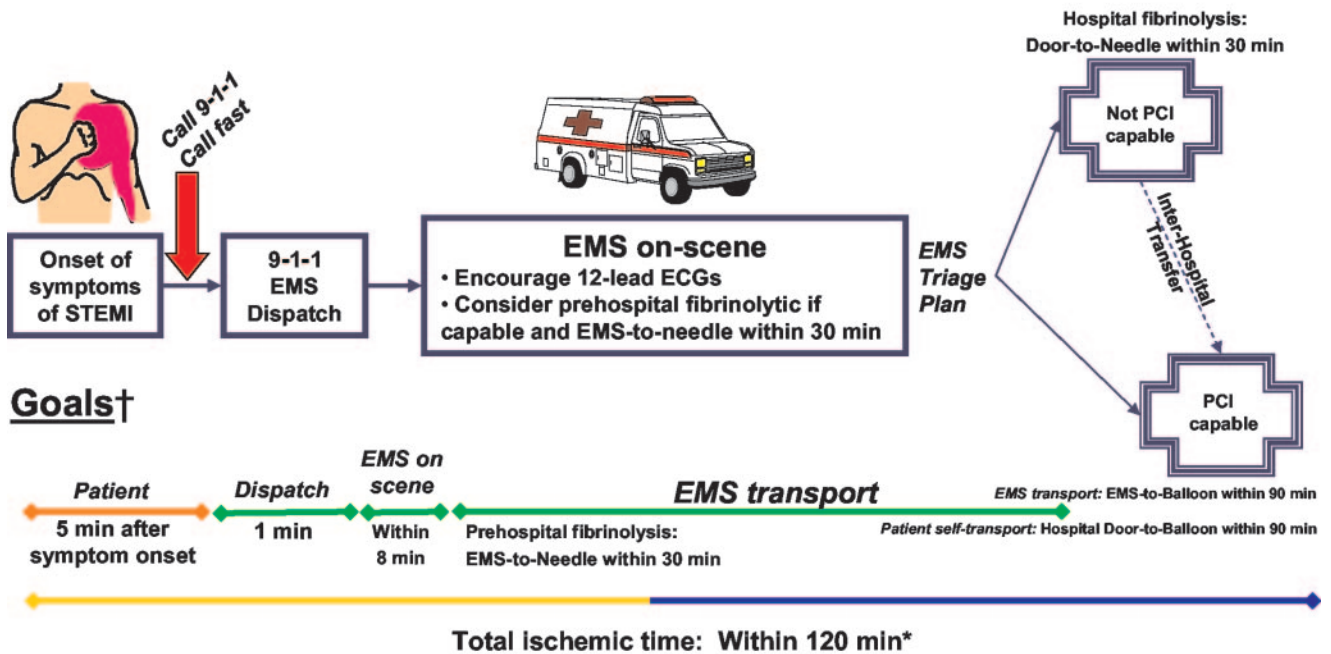 Hospital fibrinolysis:
Door-to-Needle within 30 min
Call 9-1-1
Call fast
Not PCI
capable
Onset of
symptoms
of STEMI
9-1-1
EMS
Dispatch
EMS on-scene
• Encourage 12-lead ECGs
• Consider prehospital fibrinolytic if
capable and EMS-to-needle within 30 min
EMS
Triage
Plan
Inter-Hospital
Transfer
PCI
capable
Goals†
Patient
5 min after
symptom onset
Dispatch
1 min
EMS on
scene
Within
8 min
EMS transport
Prehospital fibrinolysis:
EMS-to-Needle within 30 min
EMS transport: EMS-to-Balloon within 90 min
Patient self-transport: Hospital Door-to-Balloon within 90 min
Total ischemic time: Within 120 min*